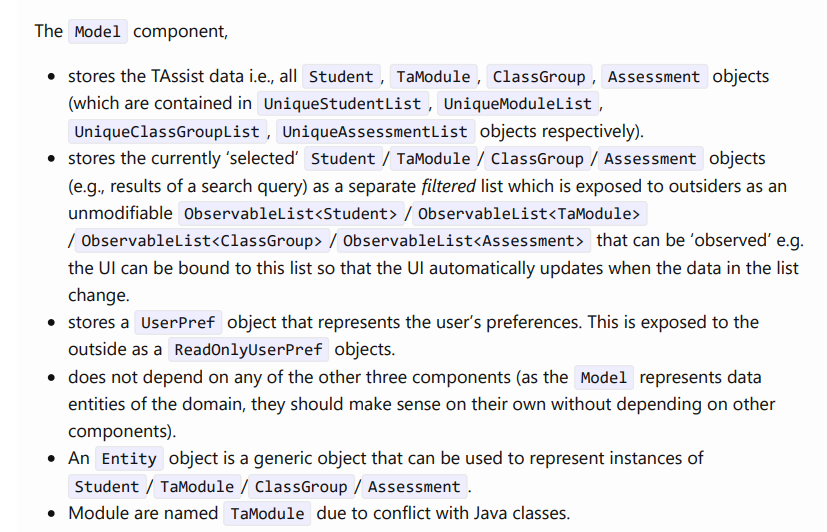 The Model component,
stores the TAssist data i.e., all Student, TaModule, ClassGroup, Assessment objects
(which are contained in UniqueStudentList, UniqueModuleList,
UniqueClassGroupList, UniqueAssessmentList objects respectively).
stores the currently ‘selected’ Student/TaModule/ClassGroup/Assessment objects
(e.g., results of a search query) as a separate filtered list which is exposed to outsiders as an
unmodifiable ObservableList<Student>/ObservableList<TaModule>
/ObservableList<ClassGroup>/ObservableList<Assessment> that can be ‘observed’ e.g.
the UI can be bound to this list so that the UI automatically updates when the data in the list
change.
stores a UserPref object that represents the user’s preferences. This is exposed to the
outside as a ReadOnlyUserPref objects.
does not depend on any of the other three components (as the Model represents data
entities of the domain, they should make sense on their own without depending on other
components).
An Entity object is a generic object that can be used to represent instances of
Student/TaModule/ClassGroup/Assessment.
Module are named TaModule due to conflict with Java classes.